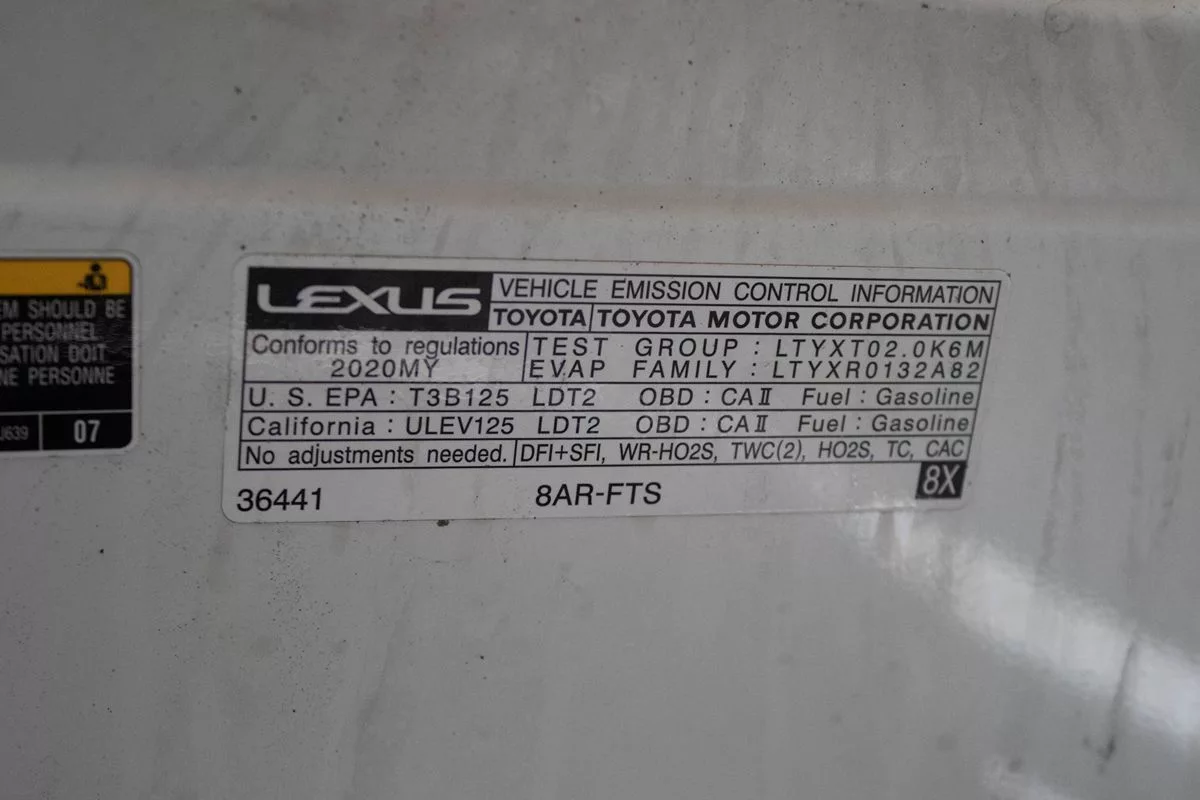 EM SHOULD BE
PERSONNEL
SATION DOIT
NE PERSONNE
J639 07
LEXUS VEHICLE EMISSION CONTROL INFORMATION
TOYOTA TOYOTA MOTOR CORPORATION
Conforms to regulations TEST GROUP : LTYXT02.0K6M
2020MY EVAP FAMILY : LTYXR0132A82
U. S. EPA : T3B125 LDT2 OBD : CAⅡ Fuel : Gasoline
California : ULEV125 LDT2 OBD : CAⅡ Fuel : Gasoline
No adjustments needed. DFI+SFI, WR-HO2S, TWC(2), HO2S, TC, CAC
36441 8AR-FTS 8X